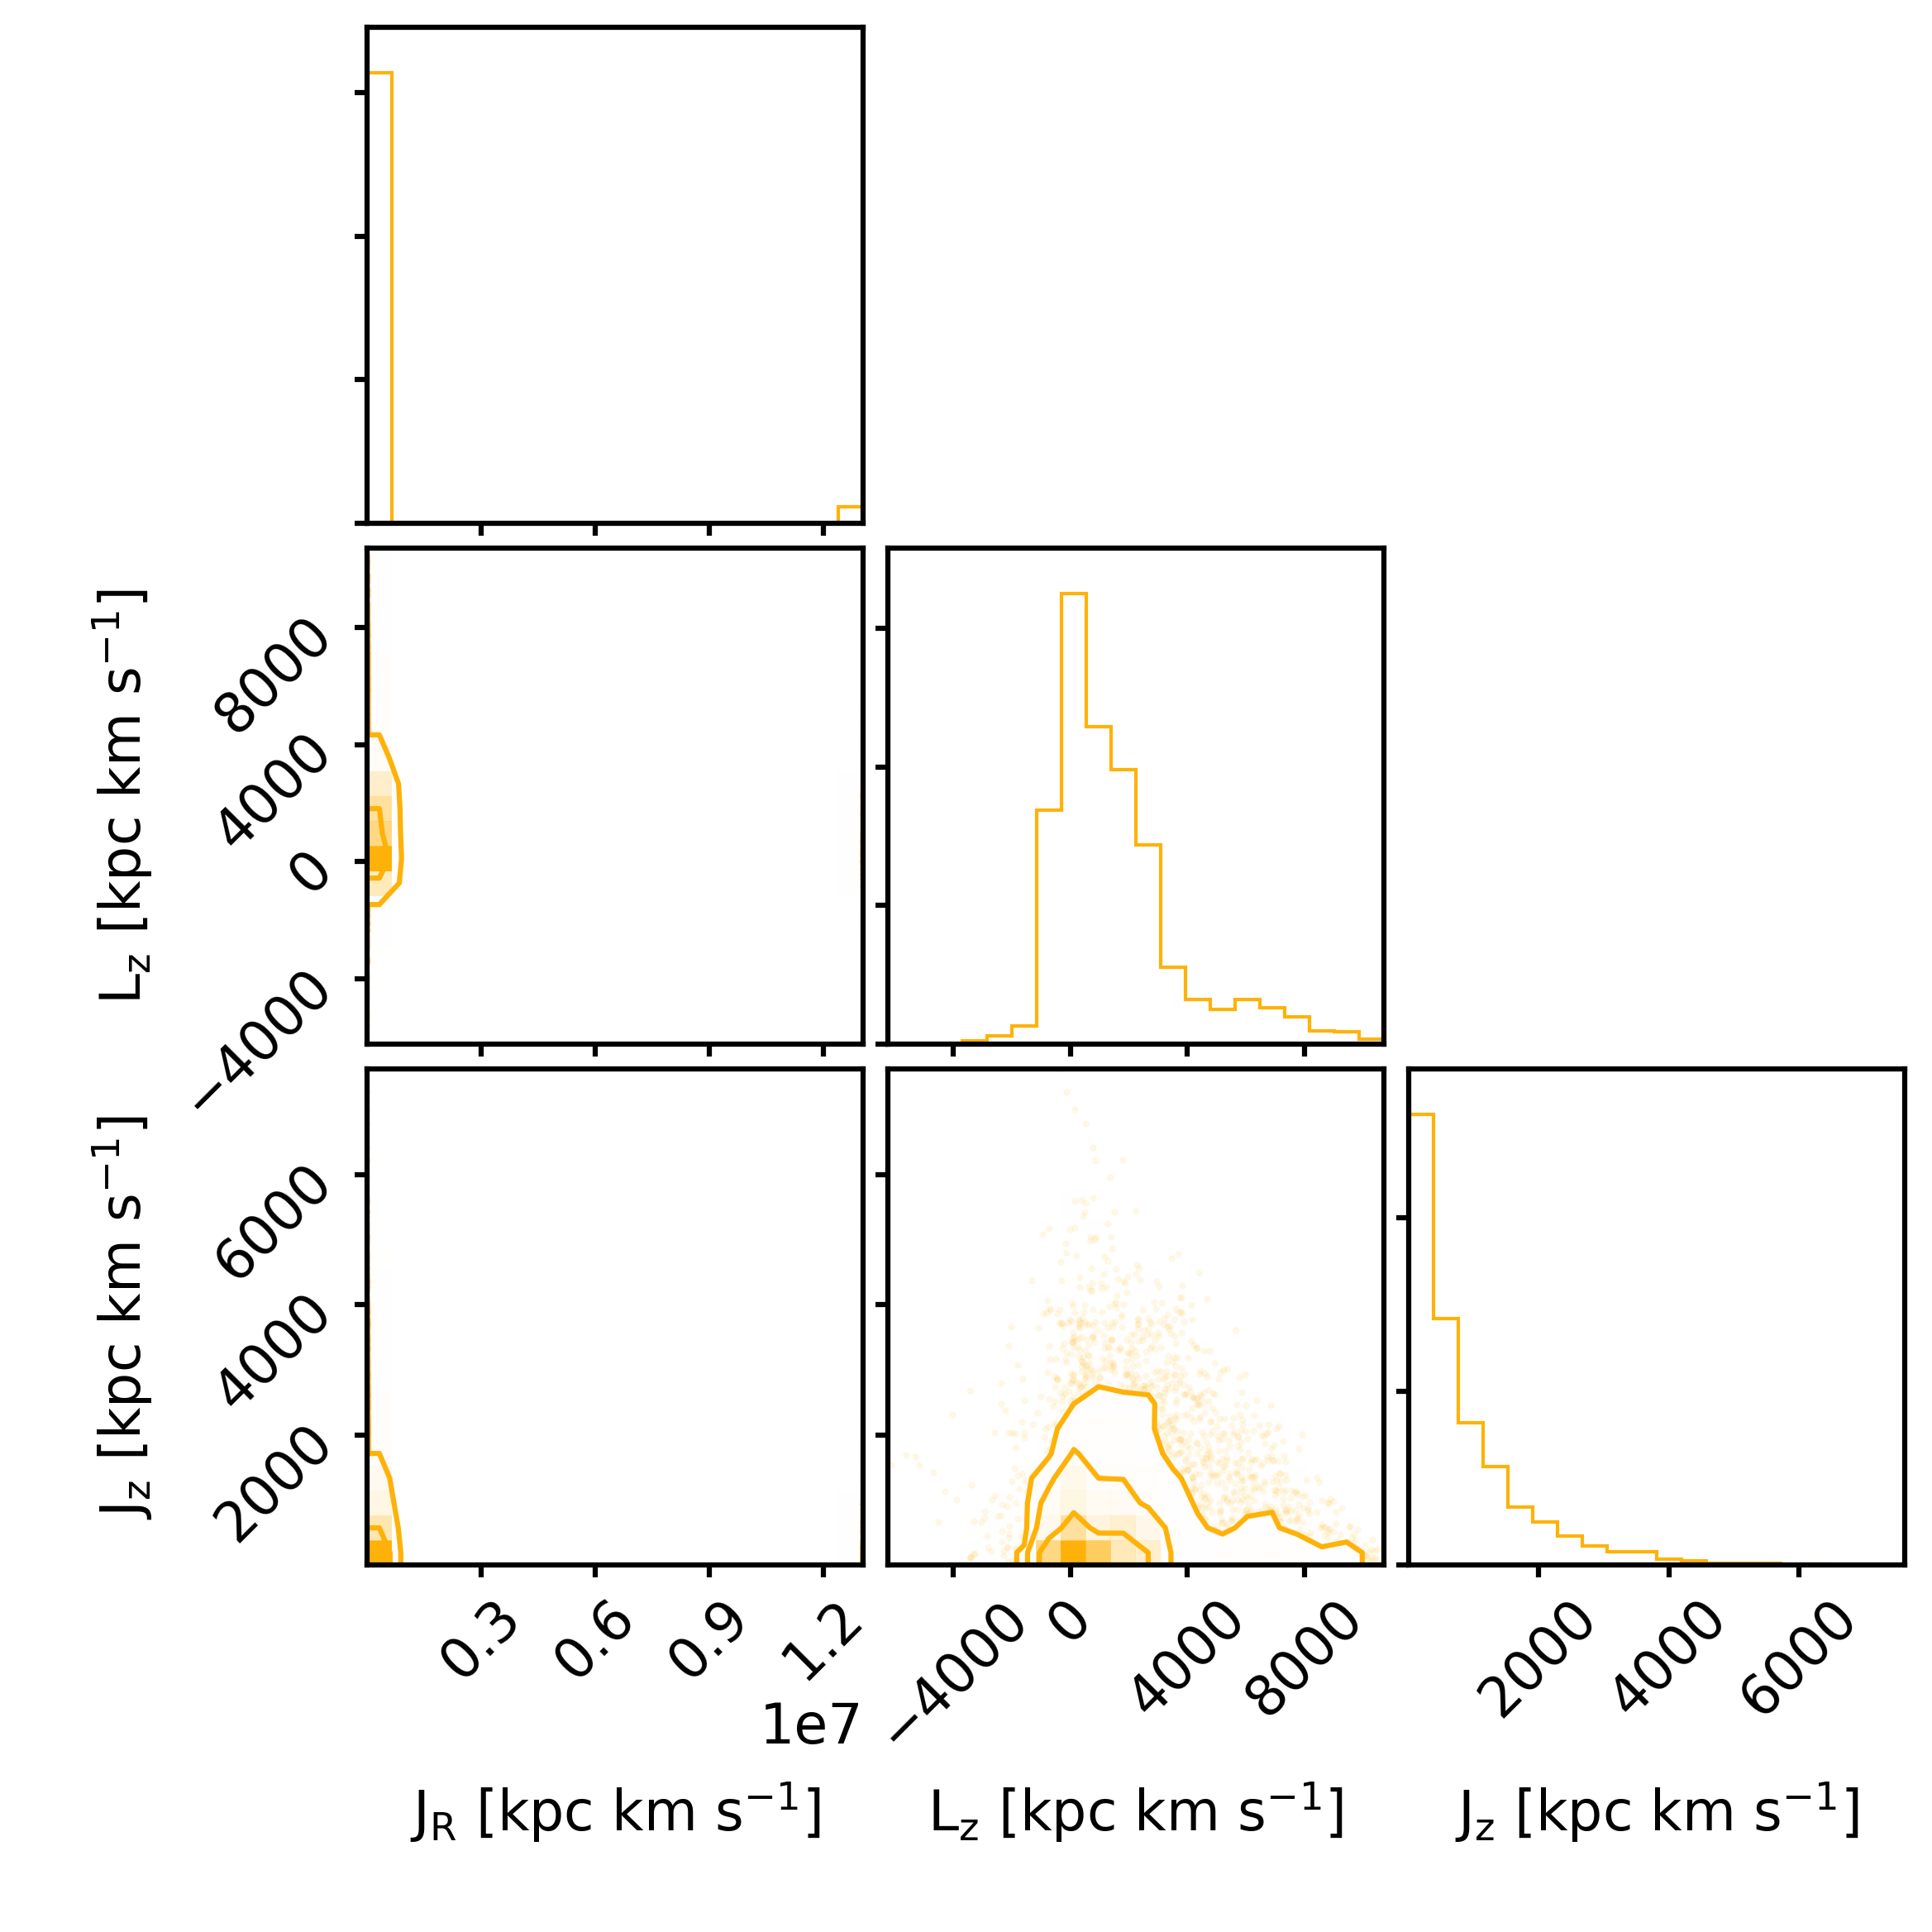 L_z [kpc km s⁻¹]
8000
4000
0
−4000
J_z [kpc km s⁻¹]
6000
4000
2000
0.3 0.6 0.9 1.2
1e7
−4000 0 4000 8000
2000 4000 6000
J_R [kpc km s⁻¹]
L_z [kpc km s⁻¹]
J_z [kpc km s⁻¹]